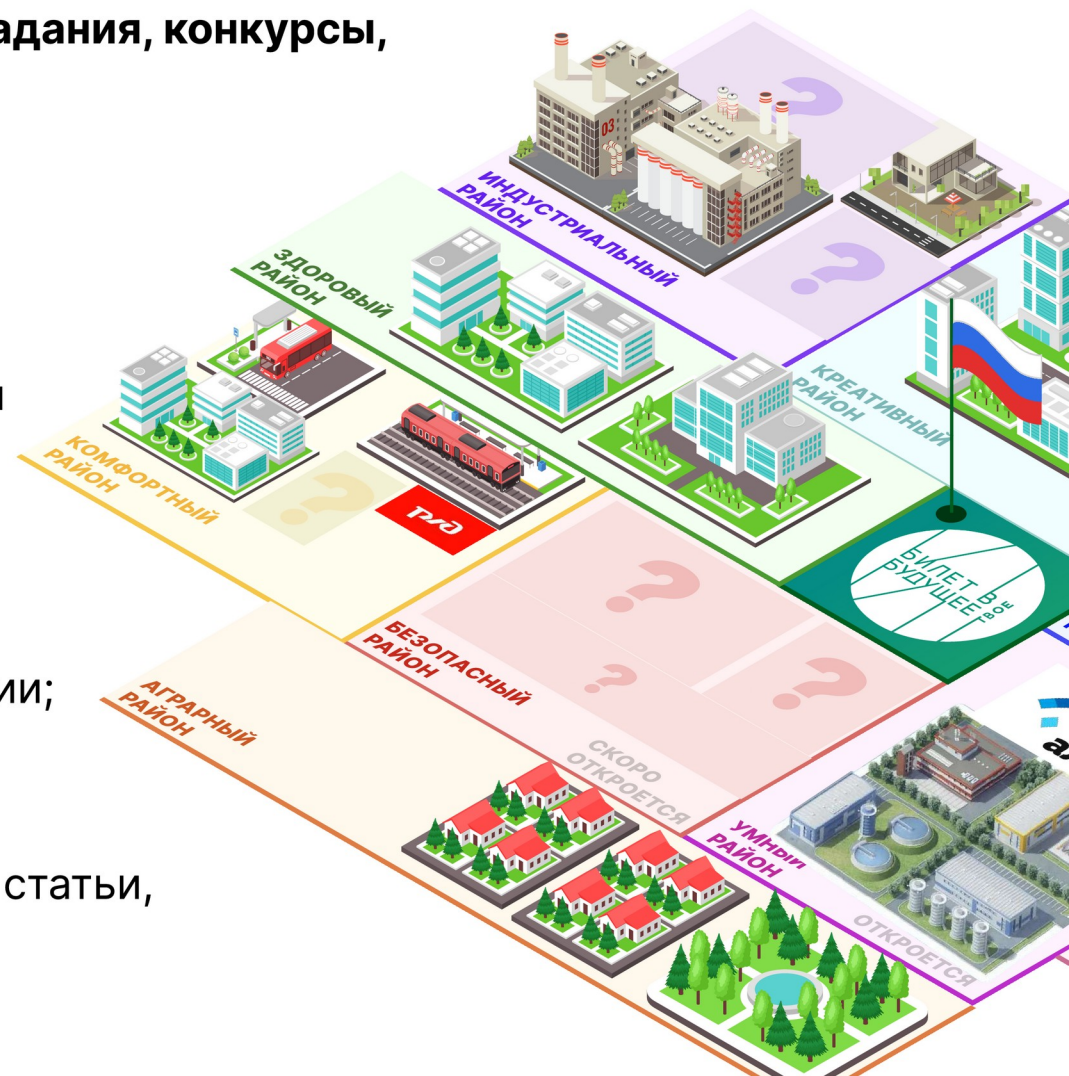 адания, конкурсы,
03
ИНДУСТРИАЛЬНЫЙ
РАЙОН
ЗДОРОВЫЙ
РАЙОН
КРЕАТИВНЫЙ
РАЙОН
КОМФОРТНЫЙ
РАЙОН
РЖД
БИЛЕТ В
БУДУЩЕЕ
ТВОЕ
БЕЗОПАСНЫЙ
РАЙОН
ии;
АГРАРНЫЙ
РАЙОН
СКОРО
ОТКРОЕТСЯ
УМНЫЙ
РАЙОН
статьи,
ОТКРОЕТСЯ